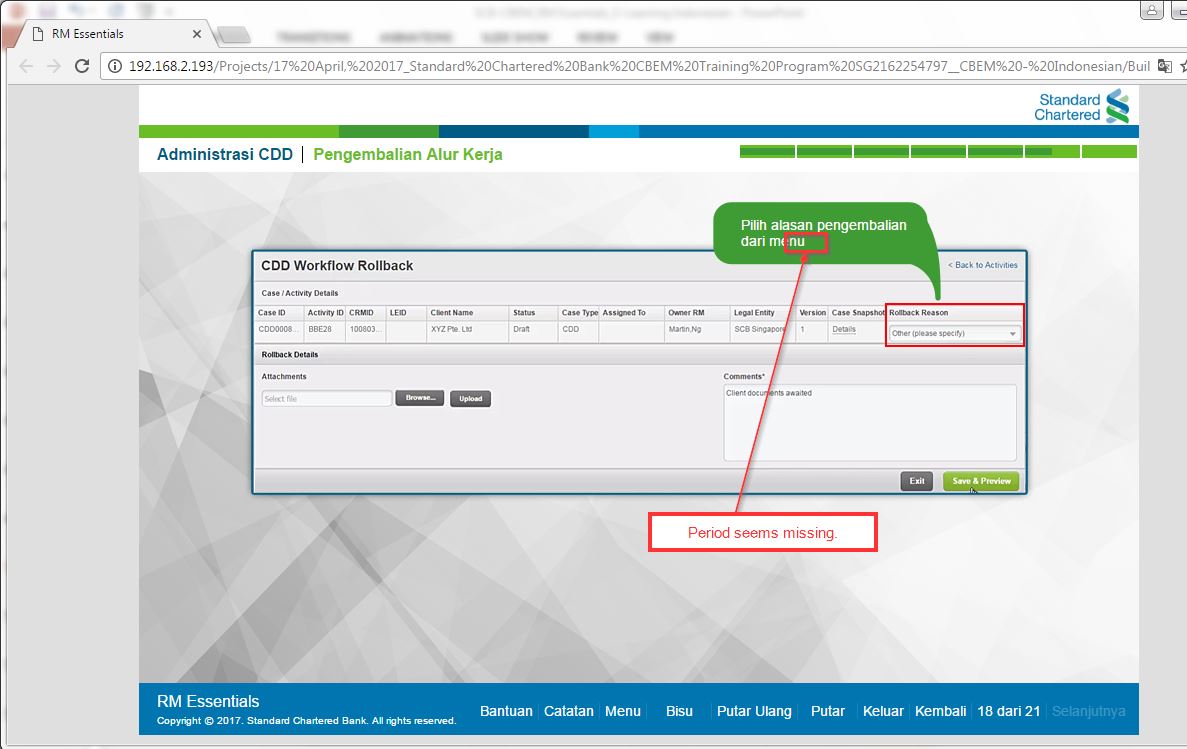 TRANSITIONS ANIMATIONS SLIDE SHOW REVIEW VIEW
RM Essentials
192.168.2.193/Projects/17%20April,%202017_Standard%20Chartered%20Bank%20CBEM%20Training%20Program%20SG2162254797__CBEM%20-%20Indonesian/Buil
Standard
Chartered
Administrasi CDD | Pengembalian Alur Kerja
Pilih alasan pengembalian
dari menu
CDD Workflow Rollback
< Back to Activities
Case / Activity Details
Case ID Activity ID CRMID LEID Client Name Status Case Type Assigned To Owner RM Legal Entity Version Case Snapshot Rollback Reason
CDD0008... BBE28 100803... XYZ Pte. Ltd Draft CDD Martin,Ng SCB Singapore 1 Details Other (please specify)
Rollback Details
Attachments Comments*
Select file Browse... Upload Client documents awaited
Exit Save & Preview
Period seems missing.
RM Essentials
Copyright © 2017. Standard Chartered Bank. All rights reserved.
Bantuan Catatan Menu Bisu Putar Ulang Putar Keluar Kembali 18 dari 21 Selanjutnya